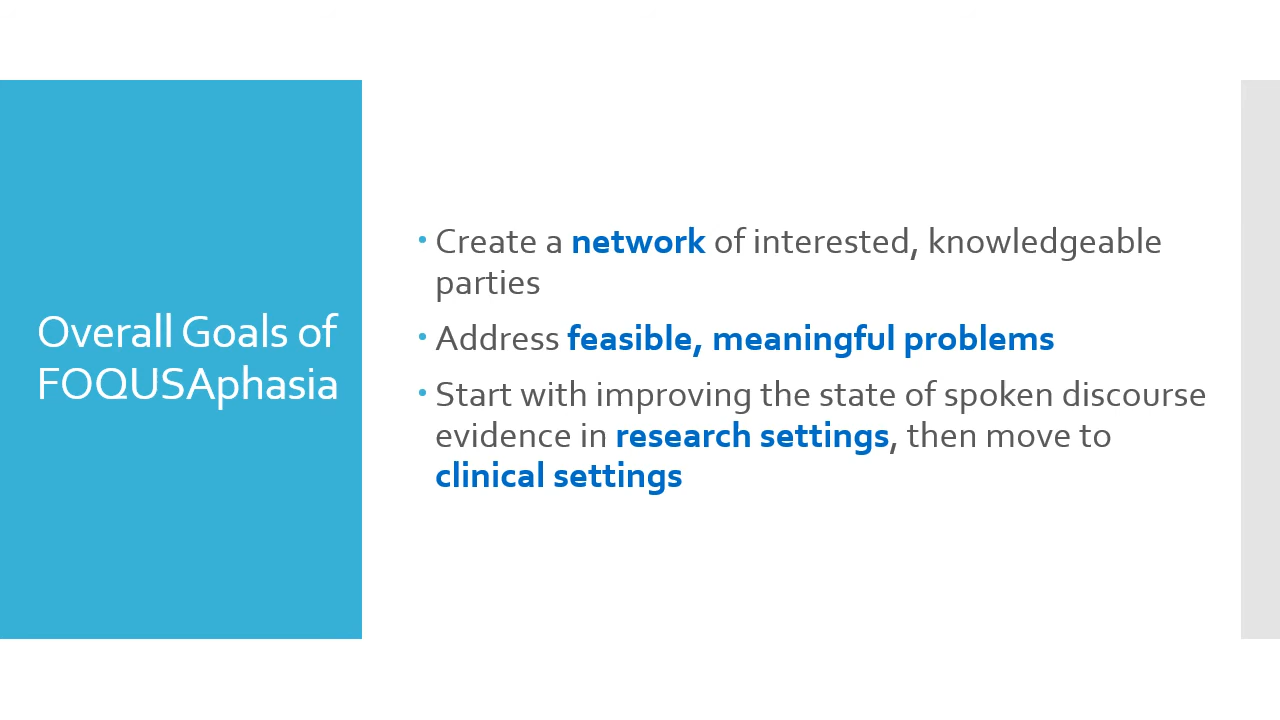 Overall Goals of
FOQUSAphasia
• Create a network of interested, knowledgeable
parties
• Address feasible, meaningful problems
• Start with improving the state of spoken discourse
evidence in research settings, then move to
clinical settings